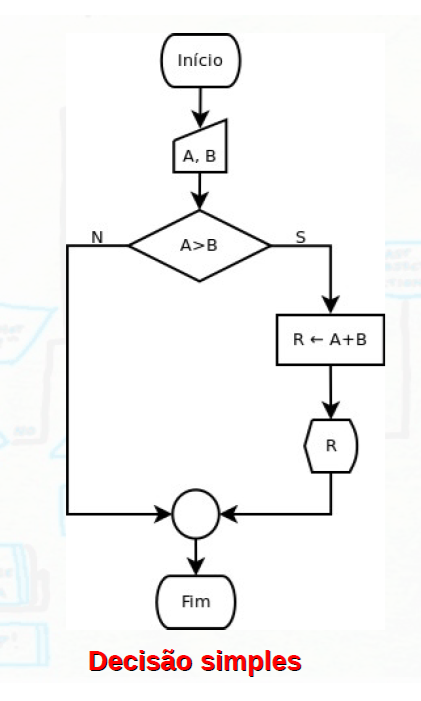 Início
A, B
A>B
N
S
R ← A+B
R
Fim
Decisão simples